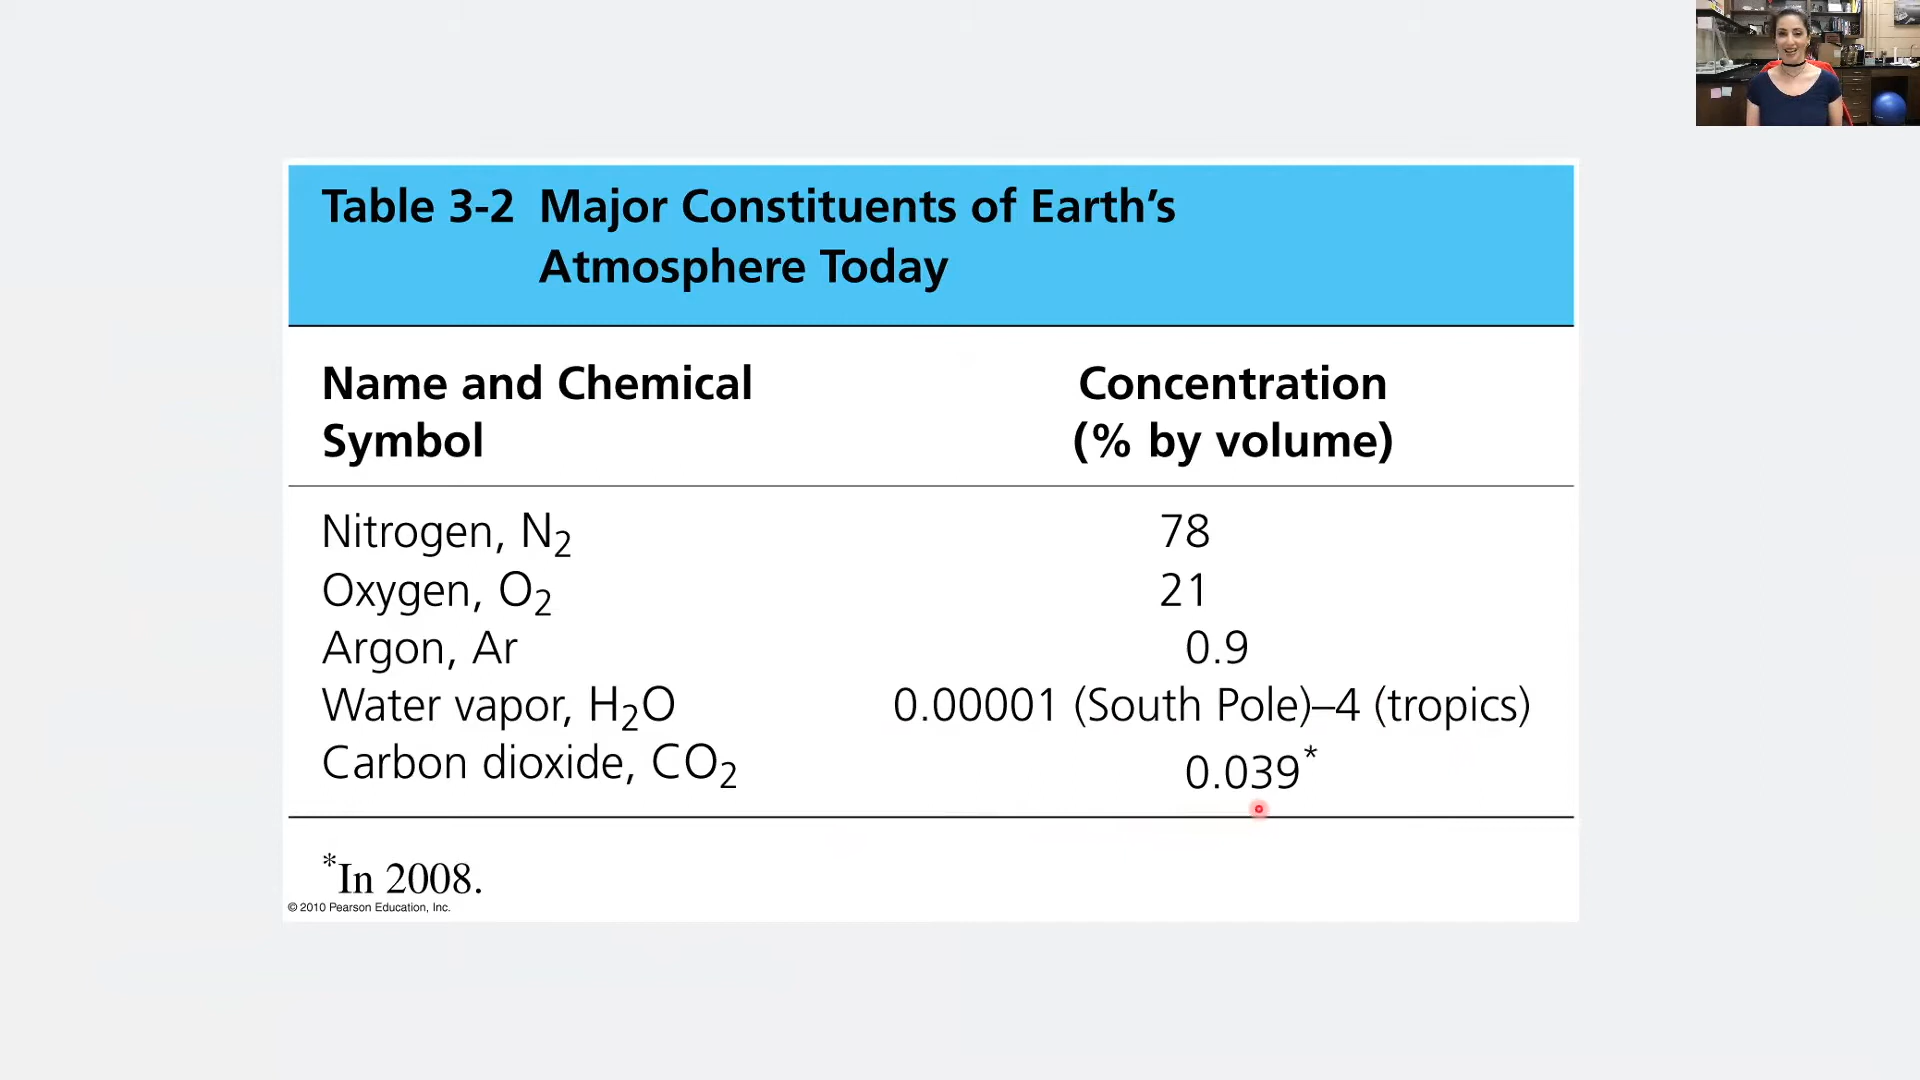 Table 3-2 Major Constituents of Earth’s
Atmosphere Today
Name and Chemical Symbol
Concentration (% by volume)
Nitrogen, N₂ 78
Oxygen, O₂ 21
Argon, Ar 0.9
Water vapor, H₂O 0.00001 (South Pole)–4 (tropics)
Carbon dioxide, CO₂ 0.039*
*In 2008.
© 2010 Pearson Education, Inc.